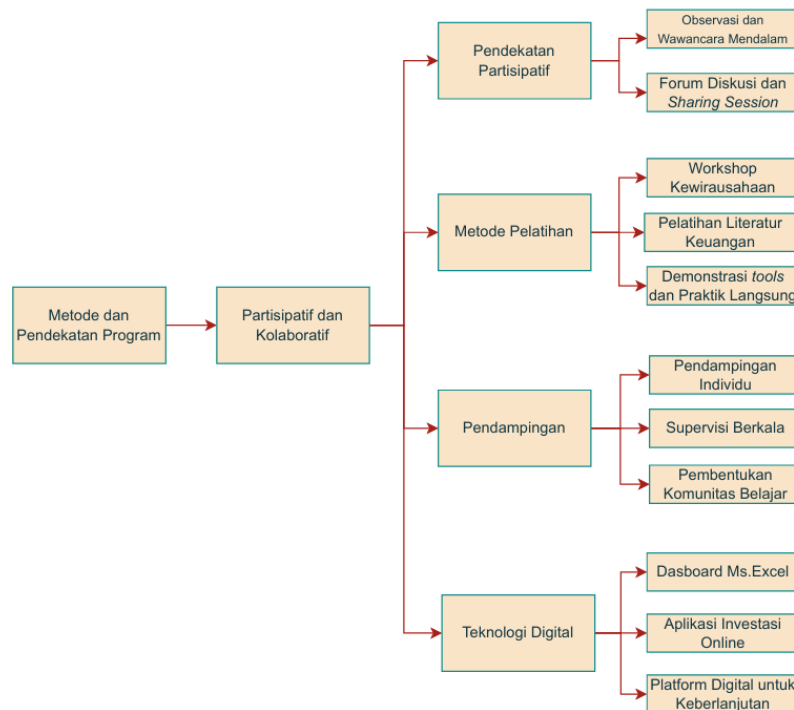 Metode dan
Pendekatan Program
Partisipatif dan
Kolaboratif
Pendekatan
Partisipatif
Observasi dan
Wawancara Mendalam
Forum Diskusi dan
Sharing Session
Metode Pelatihan
Workshop
Kewirausahaan
Pelatihan Literatur
Keuangan
Demonstrasi tools
dan Praktik Langsung
Pendampingan
Pendampingan
Individu
Supervisi Berkala
Pembentukan
Komunitas Belajar
Teknologi Digital
Dasboard Ms.Excel
Aplikasi Investasi
Online
Platform Digital untuk
Keberlanjutan